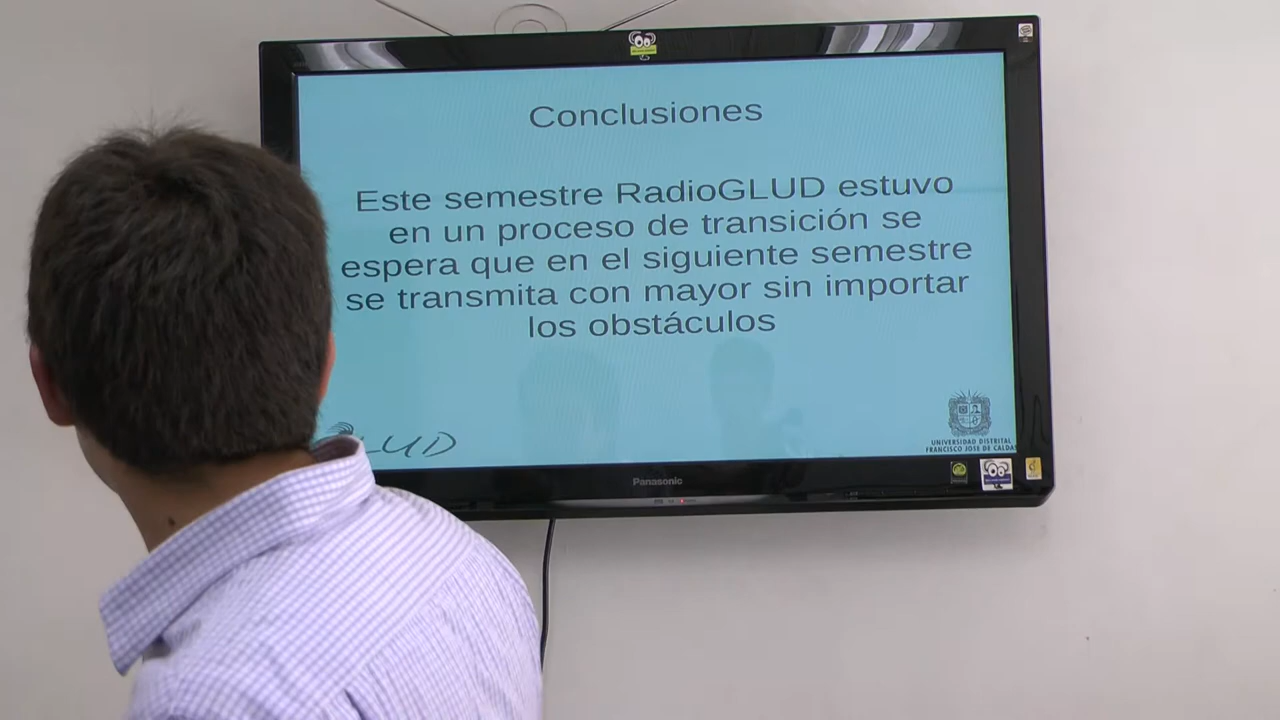 Conclusiones
Este semestre RadioGLUD estuvo
en un proceso de transición se
espera que en el siguiente semestre
se transmita con mayor sin importar
los obstáculos
LUD
UNIVERSIDAD DISTRITAL
FRANCISCO JOSE DE CALDAS
Panasonic